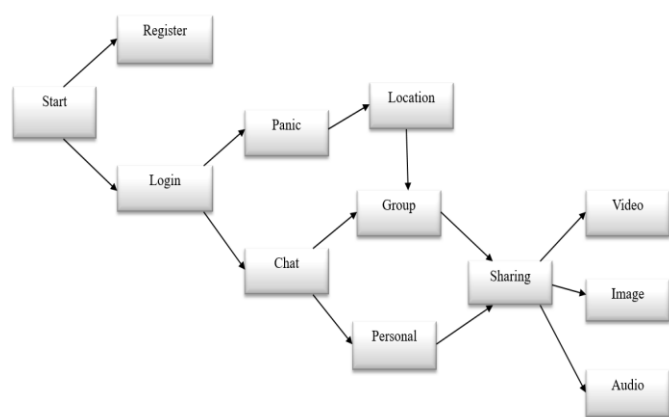 Register
Start
Login
Panic
Location
Chat
Group
Personal
Sharing
Video
Image
Audio